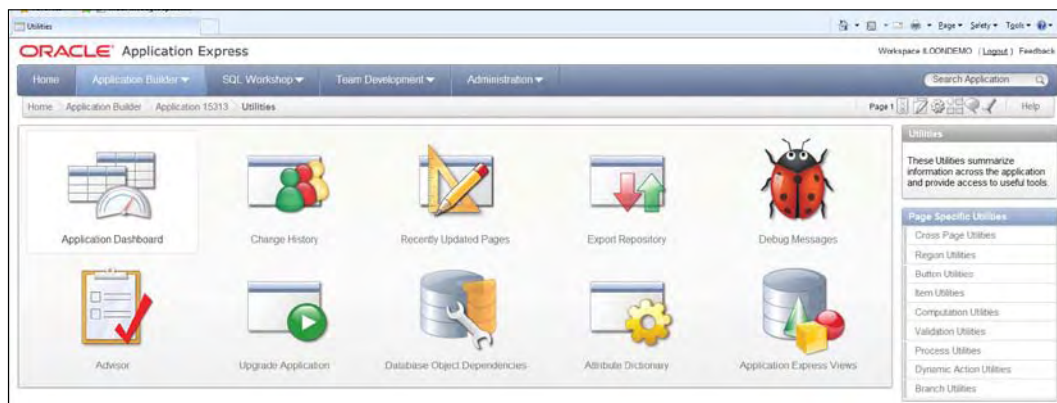 Utilities
Page Safety Tools
ORACLE Application Express
Workspace ILOONDEMO (Logout) Feedback
Home Application Builder SQL Workshop Team Development Administration
Search Application
Home Application Builder Application 15313 Utilities
Page 1
Help
Application Dashboard
Change History
Recently Updated Pages
Export Repository
Debug Messages
Advisor
Upgrade Application
Database Object Dependencies
Attribute Dictionary
Application Express Views
Utilities
These Utilities summarize
information across the application
and provide access to useful tools.
Page Specific Utilities
Cross Page Utilities
Region Utilities
Button Utilities
Item Utilities
Computation Utilities
Validation Utilities
Process Utilities
Dynamic Action Utilities
Branch Utilities